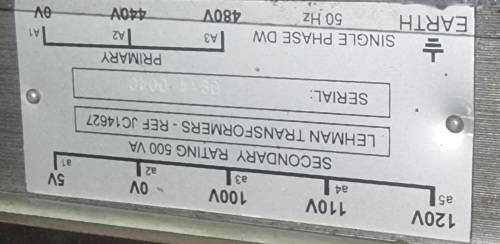 120V 110V 100V 0V 5V
a5 a4 a3 a2 a1
SECONDARY RATING 500 VA
LEHMAN TRANSFORMERS - REF JC14627
SERIAL:
PRIMARY
SINGLE PHASE DW A3 A2 A1
EARTH 50 Hz 480V 440V 0V